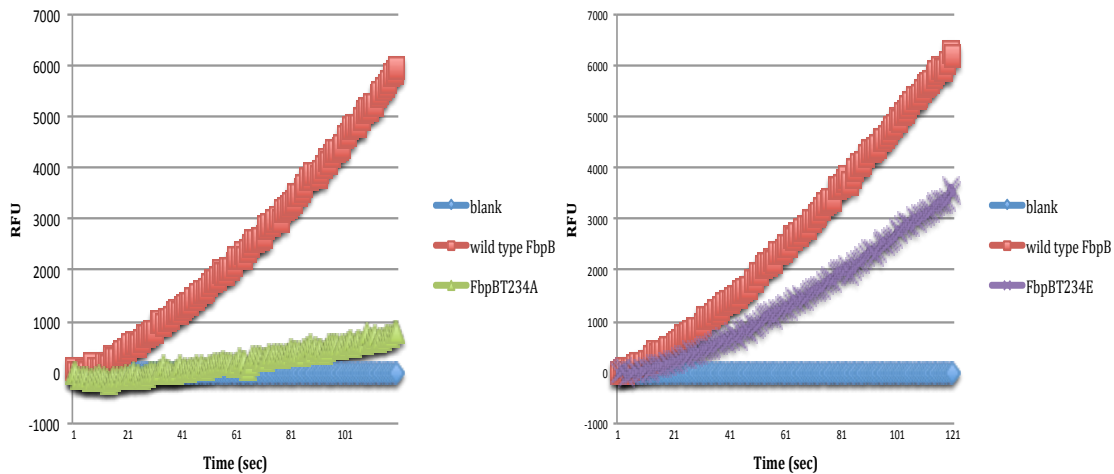 7000
6000
5000
4000
3000
2000
1000
0
-1000
RFU
1 21 41 61 81 101
Time (sec)
blank
wild type FbpB
FbpBT234A
7000
6000
5000
4000
3000
2000
1000
0
-1000
RFU
1 21 41 61 81 101 121
Time (sec)
blank
wild type FbpB
FbpBT234E